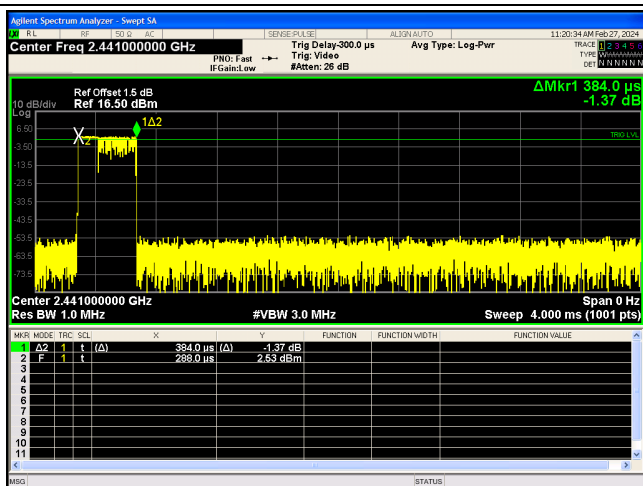 Agilent Spectrum Analyzer - Swept SA
LXI RL RF 50 Ω AC SENSE:PULSE ALIGN AUTO 11:20:34 AM Feb 27, 2024
Center Freq 2.441000000 GHz
PNO: Fast
IFGain:Low
Trig Delay-300.0 µs
Trig: Video
#Atten: 26 dB
Avg Type: Log-Pwr
TRACE 1 2 3 4 5 6
TYPE
DET N N N N N N
ΔMkr1 384.0 µs
-1.37 dB
Ref Offset 1.5 dB
10 dB/div Ref 16.50 dBm
Log
6.50
-3.50
-13.5
-23.5
-33.5
-43.5
-53.5
-63.5
-73.5
X2
1Δ2
TRIG LVL
Center 2.441000000 GHz Span 0 Hz
Res BW 1.0 MHz #VBW 3.0 MHz Sweep 4.000 ms (1001 pts)
MKR MODE TRC SCL X Y FUNCTION FUNCTION WIDTH FUNCTION VALUE
1 Δ2 1 t (Δ) 384.0 µs (Δ) -1.37 dB
2 F 1 t 288.0 µs 2.53 dBm
3
4
5
6
7
8
9
10
11
MSG STATUS